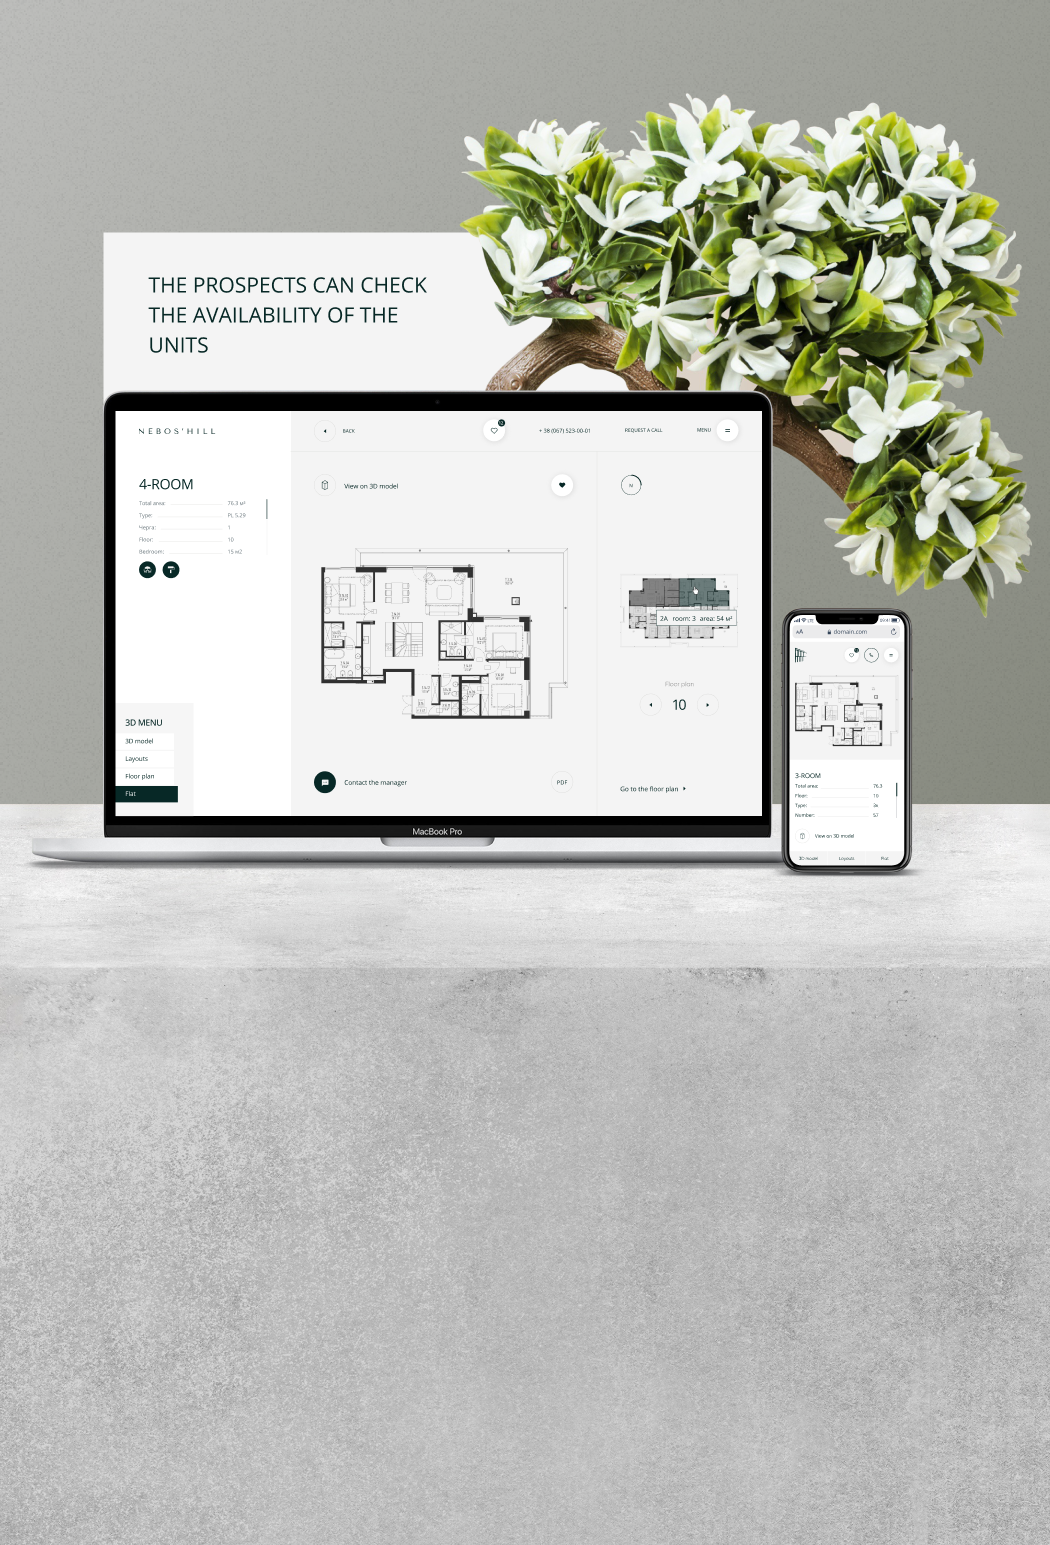 THE PROSPECTS CAN CHECK
THE AVAILABILITY OF THE
UNITS
NEBOS'HILL
BACK
12
+ 38 (067) 523-00-01
REQUEST A CALL
MENU
4-ROOM
Total area: 76.3 м²
Type: PL 5.29
Черга: 1
Floor: 10
Bedroom: 15 м2
View on 3D model
N
2A room: 3 area: 54 м²
Floor plan
10
3D MENU
3D model
Layouts
Floor plan
Flat
Contact the manager
PDF
Go to the floor plan
MacBook Pro
LTE
AA domain.com
3-ROOM
Total area: 76.3
Floor: 10
Type: 3к
Number: 57
View on 3D model
3D model Layouts Flat